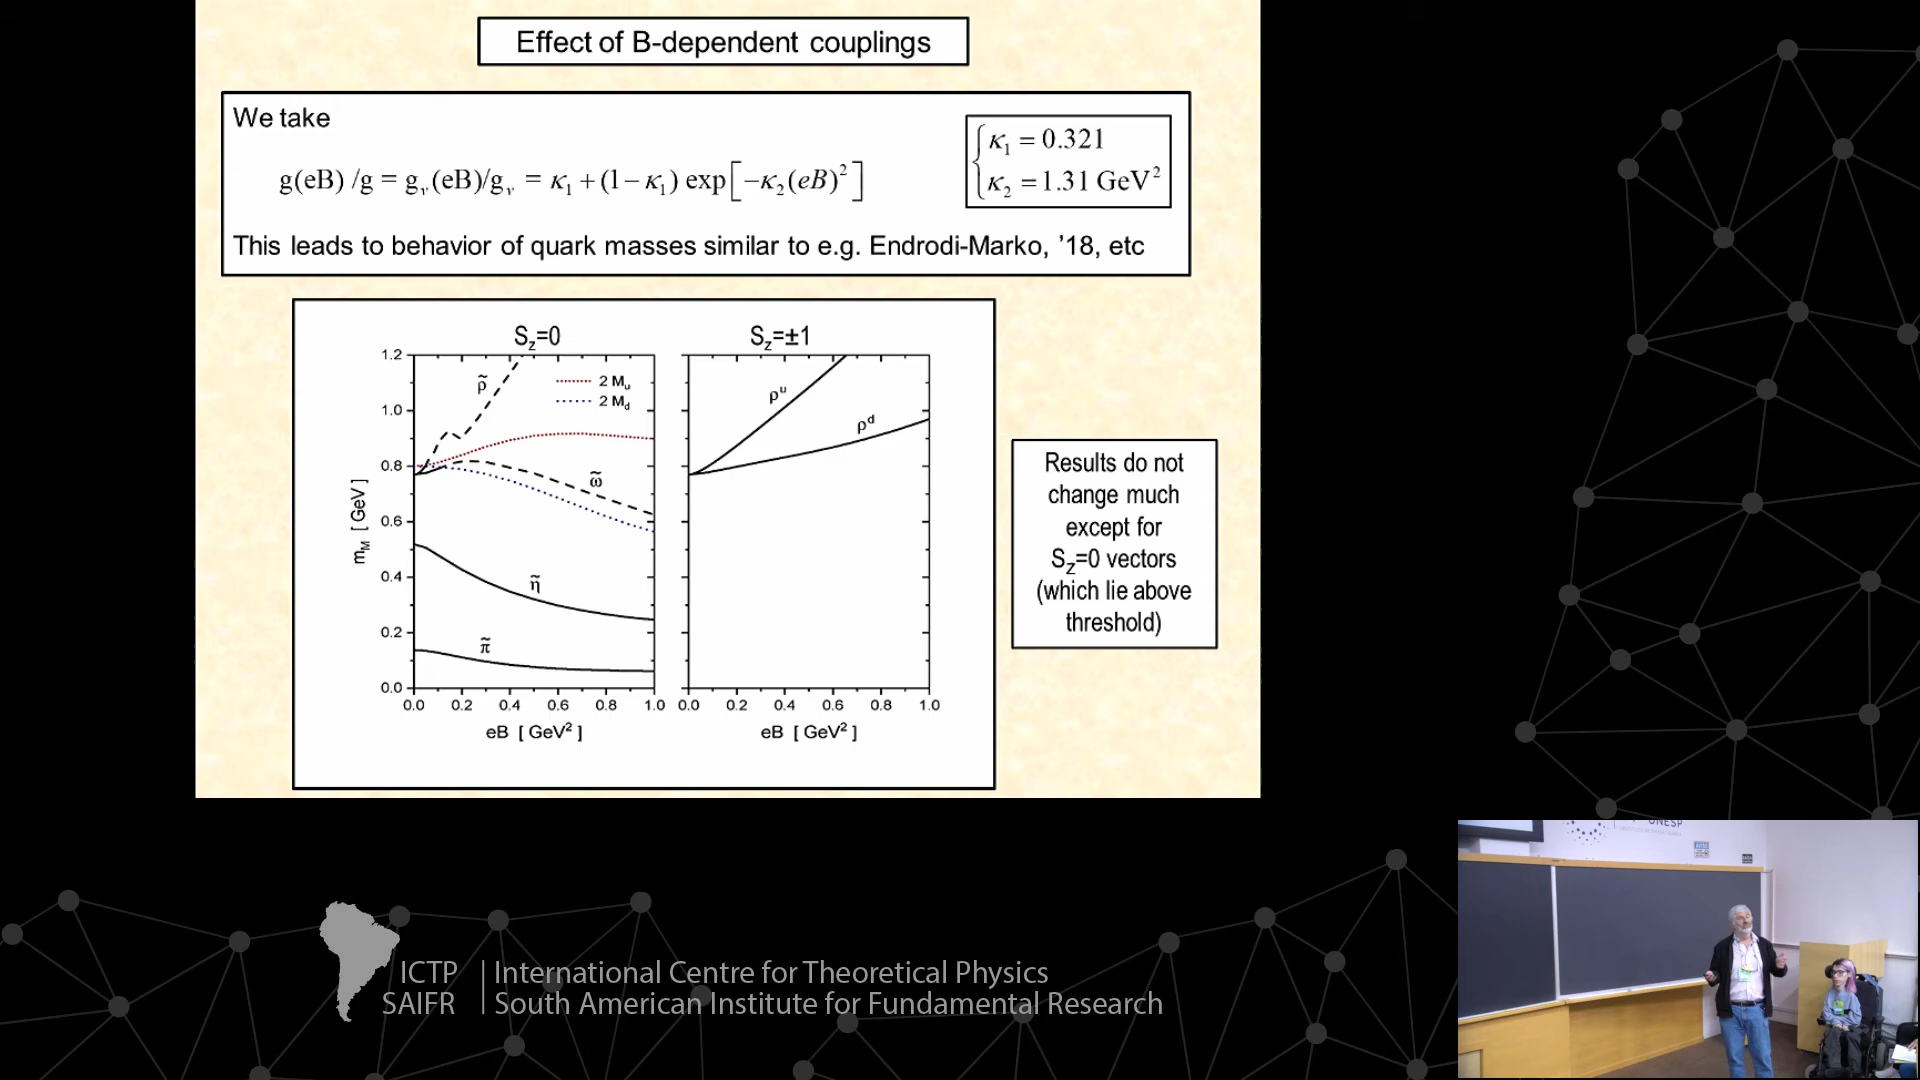 Effect of B-dependent couplings
We take
g(eB) /g = gᵥ(eB)/gᵥ = κ₁ + (1 − κ₁) exp[−κ₂(eB)²]
κ₁ = 0.321
κ₂ = 1.31 GeV²
This leads to behavior of quark masses similar to e.g. Endrodi-Marko, ’18, etc
S_z=0
S_z=±1
1.2
1.0
0.8
0.6
0.4
0.2
0.0
m_M [ GeV ]
ρ̃
2 M_u
2 M_d
ω̃
η̃
π̃
ρᵘ
ρᵈ
0.0 0.2 0.4 0.6 0.8 1.0
0.0 0.2 0.4 0.6 0.8 1.0
eB [ GeV² ]
eB [ GeV² ]
Results do not
change much
except for
S_z=0 vectors
(which lie above
threshold)
UNESP
ICTP
SAIFR
International Centre for Theoretical Physics
South American Institute for Fundamental Research